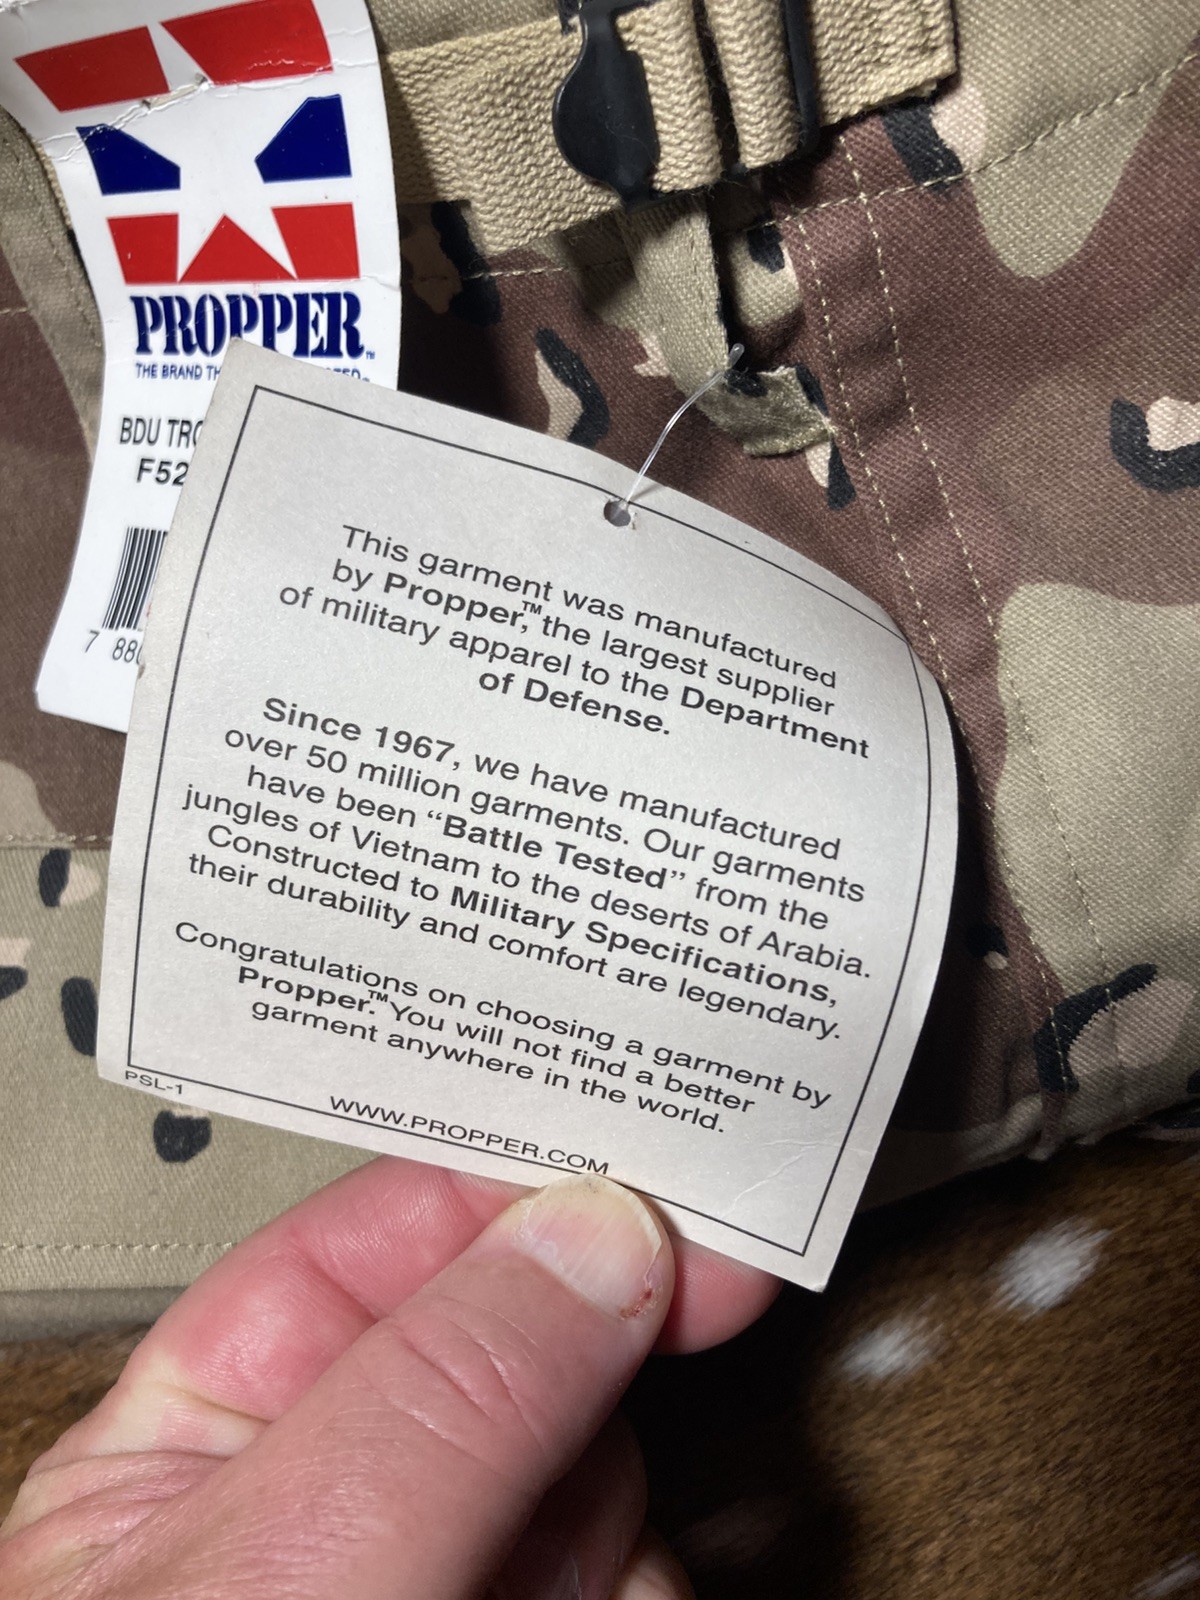 PROPPER™
THE BRAND
BDU
F52
7 88
This garment was manufactured
by Propper,™ the largest supplier
of military apparel to the Department
of Defense.
Since 1967, we have manufactured
over 50 million garments. Our garments
have been “Battle Tested” from the
jungles of Vietnam to the deserts of Arabia.
Constructed to Military Specifications,
their durability and comfort are legendary.
Congratulations on choosing a garment by
Propper.™ You will not find a better
garment anywhere in the world.
PSL-1
WWW.PROPPER.COM